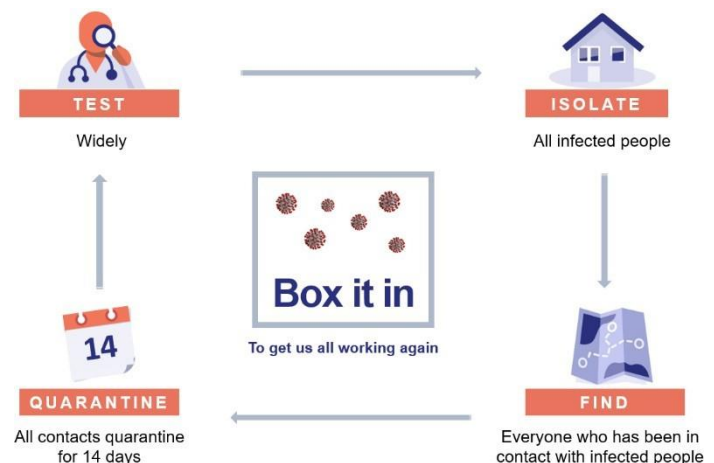 TEST
Widely
ISOLATE
All infected people
Box it in
To get us all working again
14
QUARANTINE
All contacts quarantine
for 14 days
FIND
Everyone who has been in
contact with infected people